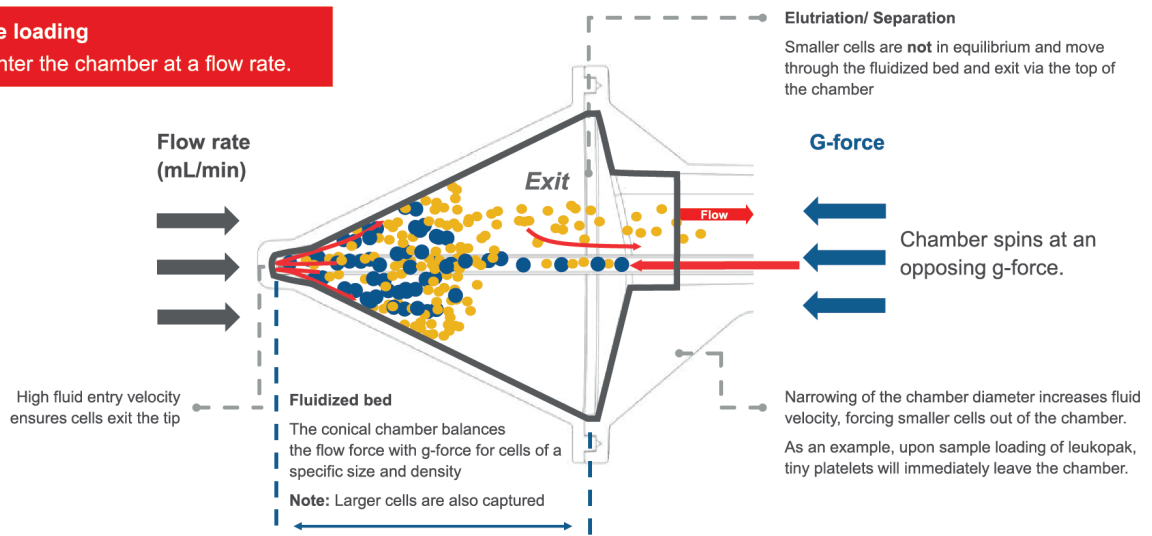 e loading
nter the chamber at a flow rate.
Elutriation/ Separation
Smaller cells are not in equilibrium and move
through the fluidized bed and exit via the top of
the chamber
Flow rate
(mL/min)
G-force
Exit
Flow
Chamber spins at an
opposing g-force.
High fluid entry velocity
ensures cells exit the tip
Fluidized bed
The conical chamber balances
the flow force with g-force for cells of a
specific size and density
Note: Larger cells are also captured
Narrowing of the chamber diameter increases fluid
velocity, forcing smaller cells out of the chamber.
As an example, upon sample loading of leukopak,
tiny platelets will immediately leave the chamber.